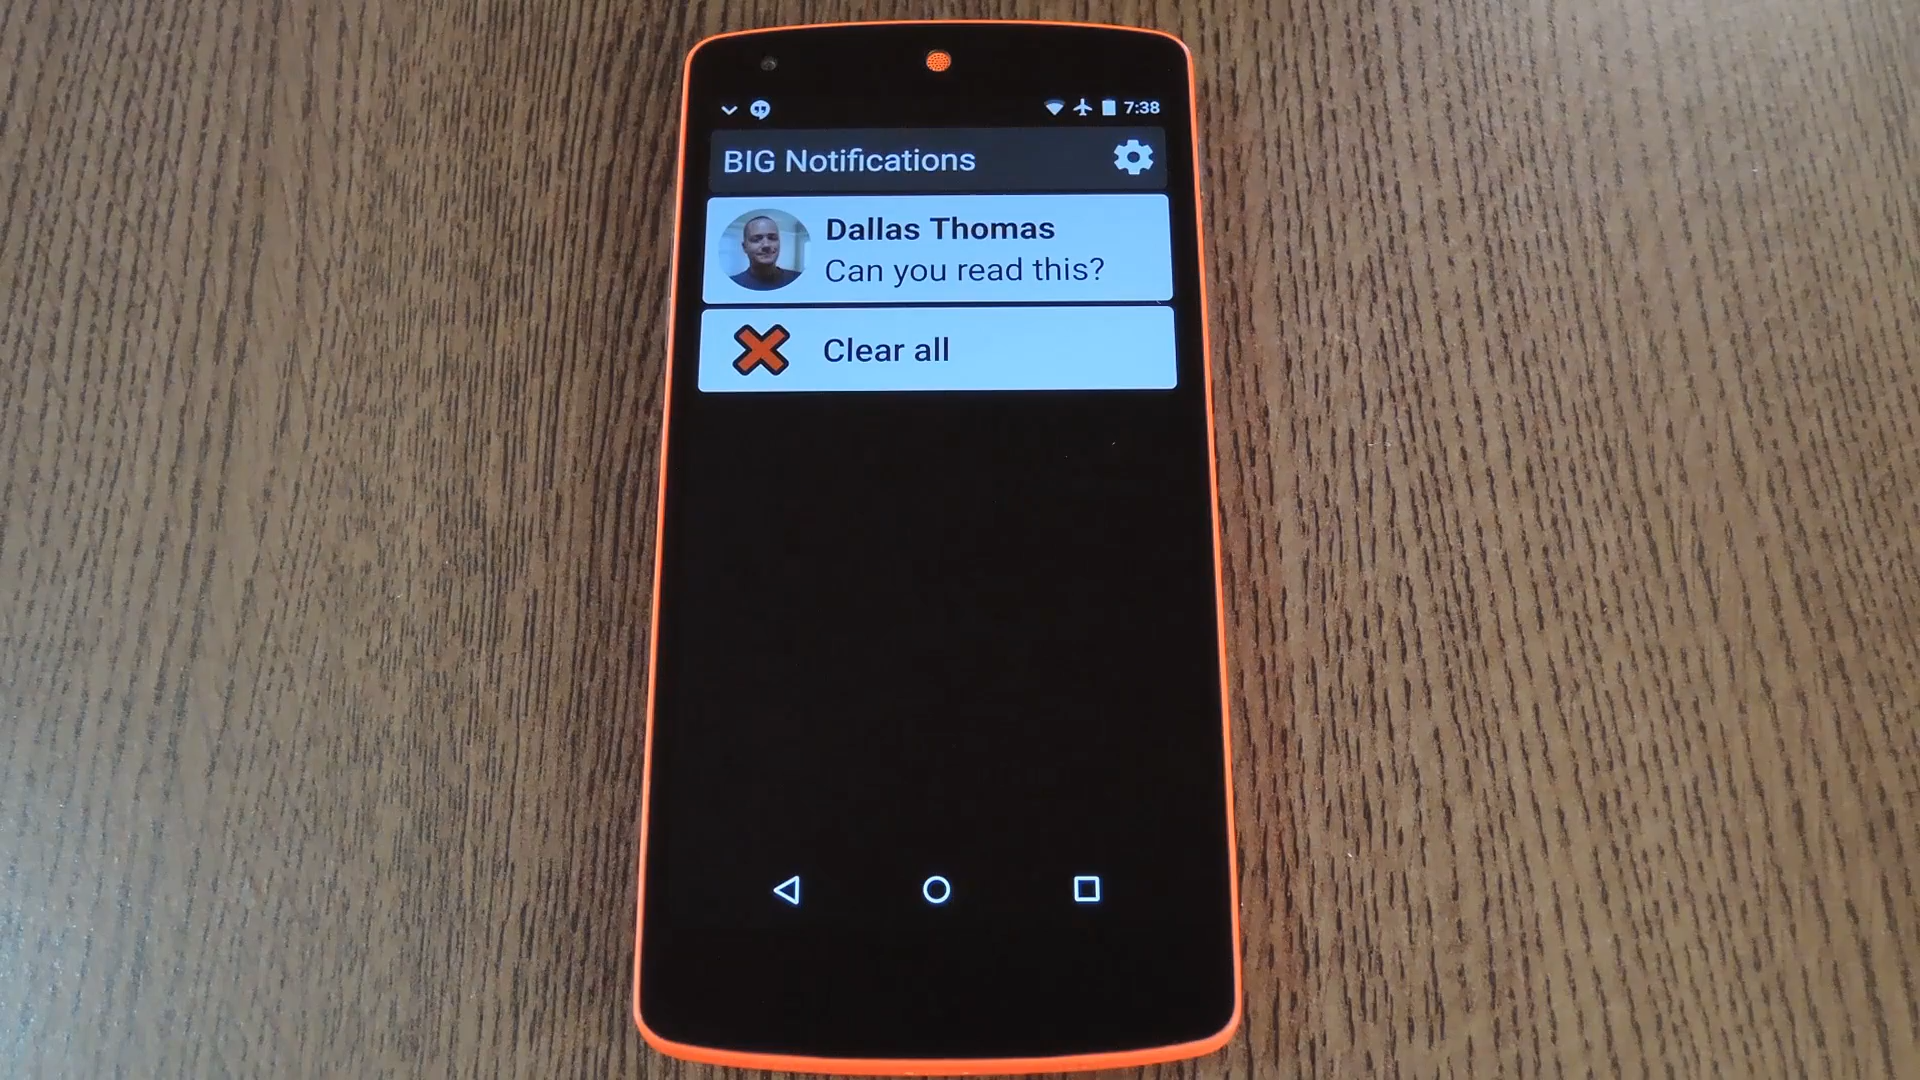 7:38
BIG Notifications
Dallas Thomas
Can you read this?
Clear all